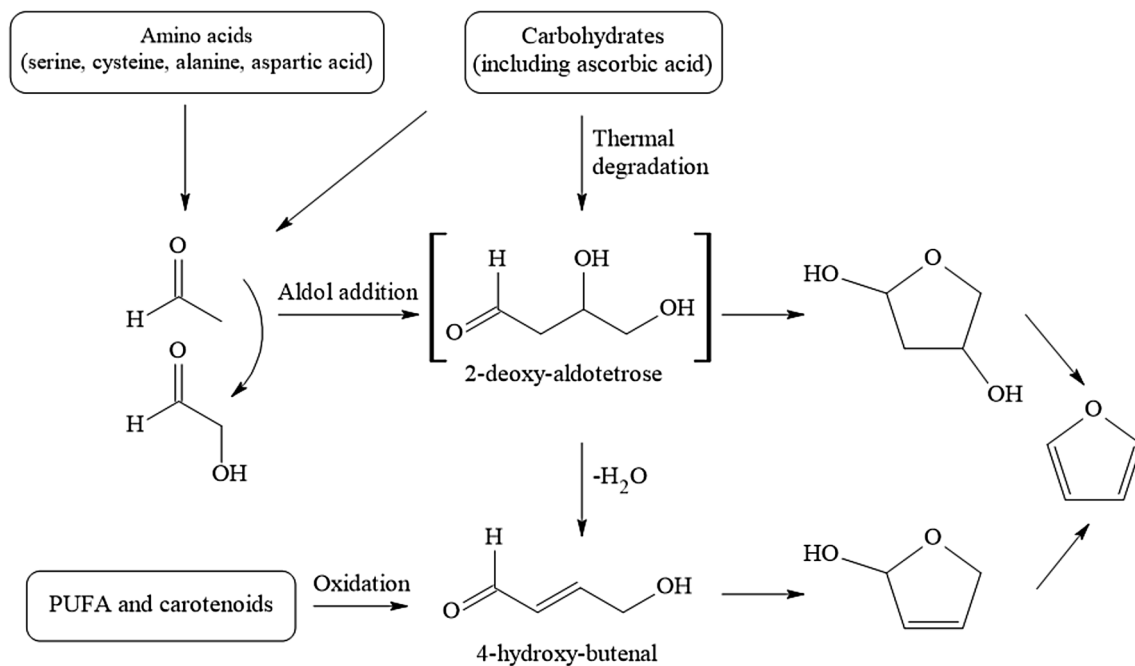 Amino acids
(serine, cysteine, alanine, aspartic acid)
Carbohydrates
(including ascorbic acid)
Thermal
degradation
O
H
Aldol addition
H
OH
O
OH
2-deoxy-aldotetrose
HO
O
OH
O
H
OH
O
-H2O
PUFA and carotenoids
Oxidation
H
O
OH
4-hydroxy-butenal
HO
O